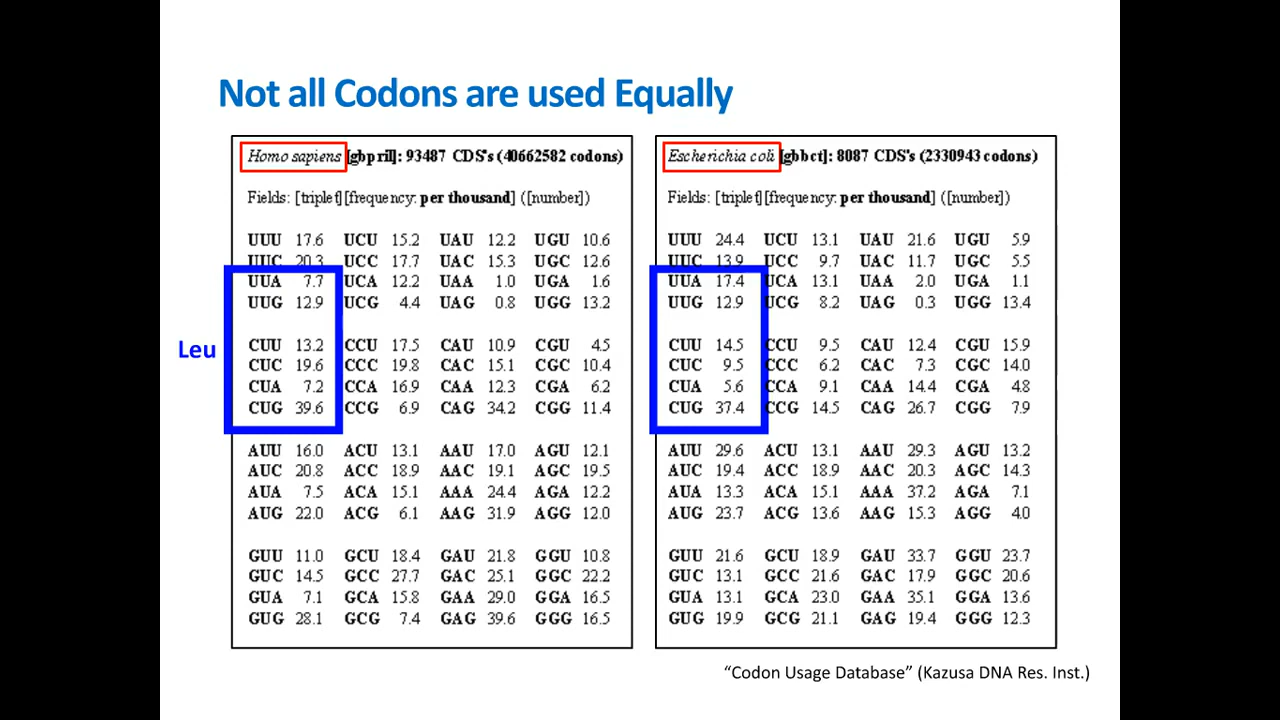 Not all Codons are used Equally
Homo sapiens [gbpril]: 93487 CDS's (40662582 codons)
Fields: [triplet][frequency: per thousand] ([number])
UUU 17.6 UCU 15.2 UAU 12.2 UGU 10.6
UUC 20.3 UCC 17.7 UAC 15.3 UGC 12.6
UUA 7.7 UCA 12.2 UAA 1.0 UGA 1.6
UUG 12.9 UCG 4.4 UAG 0.8 UGG 13.2
Leu
CUU 13.2 CCU 17.5 CAU 10.9 CGU 4.5
CUC 19.6 CCC 19.8 CAC 15.1 CGC 10.4
CUA 7.2 CCA 16.9 CAA 12.3 CGA 6.2
CUG 39.6 CCG 6.9 CAG 34.2 CGG 11.4
AUU 16.0 ACU 13.1 AAU 17.0 AGU 12.1
AUC 20.8 ACC 18.9 AAC 19.1 AGC 19.5
AUA 7.5 ACA 15.1 AAA 24.4 AGA 12.2
AUG 22.0 ACG 6.1 AAG 31.9 AGG 12.0
GUU 11.0 GCU 18.4 GAU 21.8 GGU 10.8
GUC 14.5 GCC 27.7 GAC 25.1 GGC 22.2
GUA 7.1 GCA 15.8 GAA 29.0 GGA 16.5
GUG 28.1 GCG 7.4 GAG 39.6 GGG 16.5
Escherichia coli [gbbct]: 8087 CDS's (2330943 codons)
Fields: [triplet][frequency: per thousand] ([number])
UUU 24.4 UCU 13.1 UAU 21.6 UGU 5.9
UUC 13.9 UCC 9.7 UAC 11.7 UGC 5.5
UUA 17.4 UCA 13.1 UAA 2.0 UGA 1.1
UUG 12.9 UCG 8.2 UAG 0.3 UGG 13.4
CUU 14.5 CCU 9.5 CAU 12.4 CGU 15.9
CUC 9.5 CCC 6.2 CAC 7.3 CGC 14.0
CUA 5.6 CCA 9.1 CAA 14.4 CGA 4.8
CUG 37.4 CCG 14.5 CAG 26.7 CGG 7.9
AUU 29.6 ACU 13.1 AAU 29.3 AGU 13.2
AUC 19.4 ACC 18.9 AAC 20.3 AGC 14.3
AUA 13.3 ACA 15.1 AAA 37.2 AGA 7.1
AUG 23.7 ACG 13.6 AAG 15.3 AGG 4.0
GUU 21.6 GCU 18.9 GAU 33.7 GGU 23.7
GUC 13.1 GCC 21.6 GAC 17.9 GGC 20.6
GUA 13.1 GCA 23.0 GAA 35.1 GGA 13.6
GUG 19.9 GCG 21.1 GAG 19.4 GGG 12.3
“Codon Usage Database” (Kazusa DNA Res. Inst.)